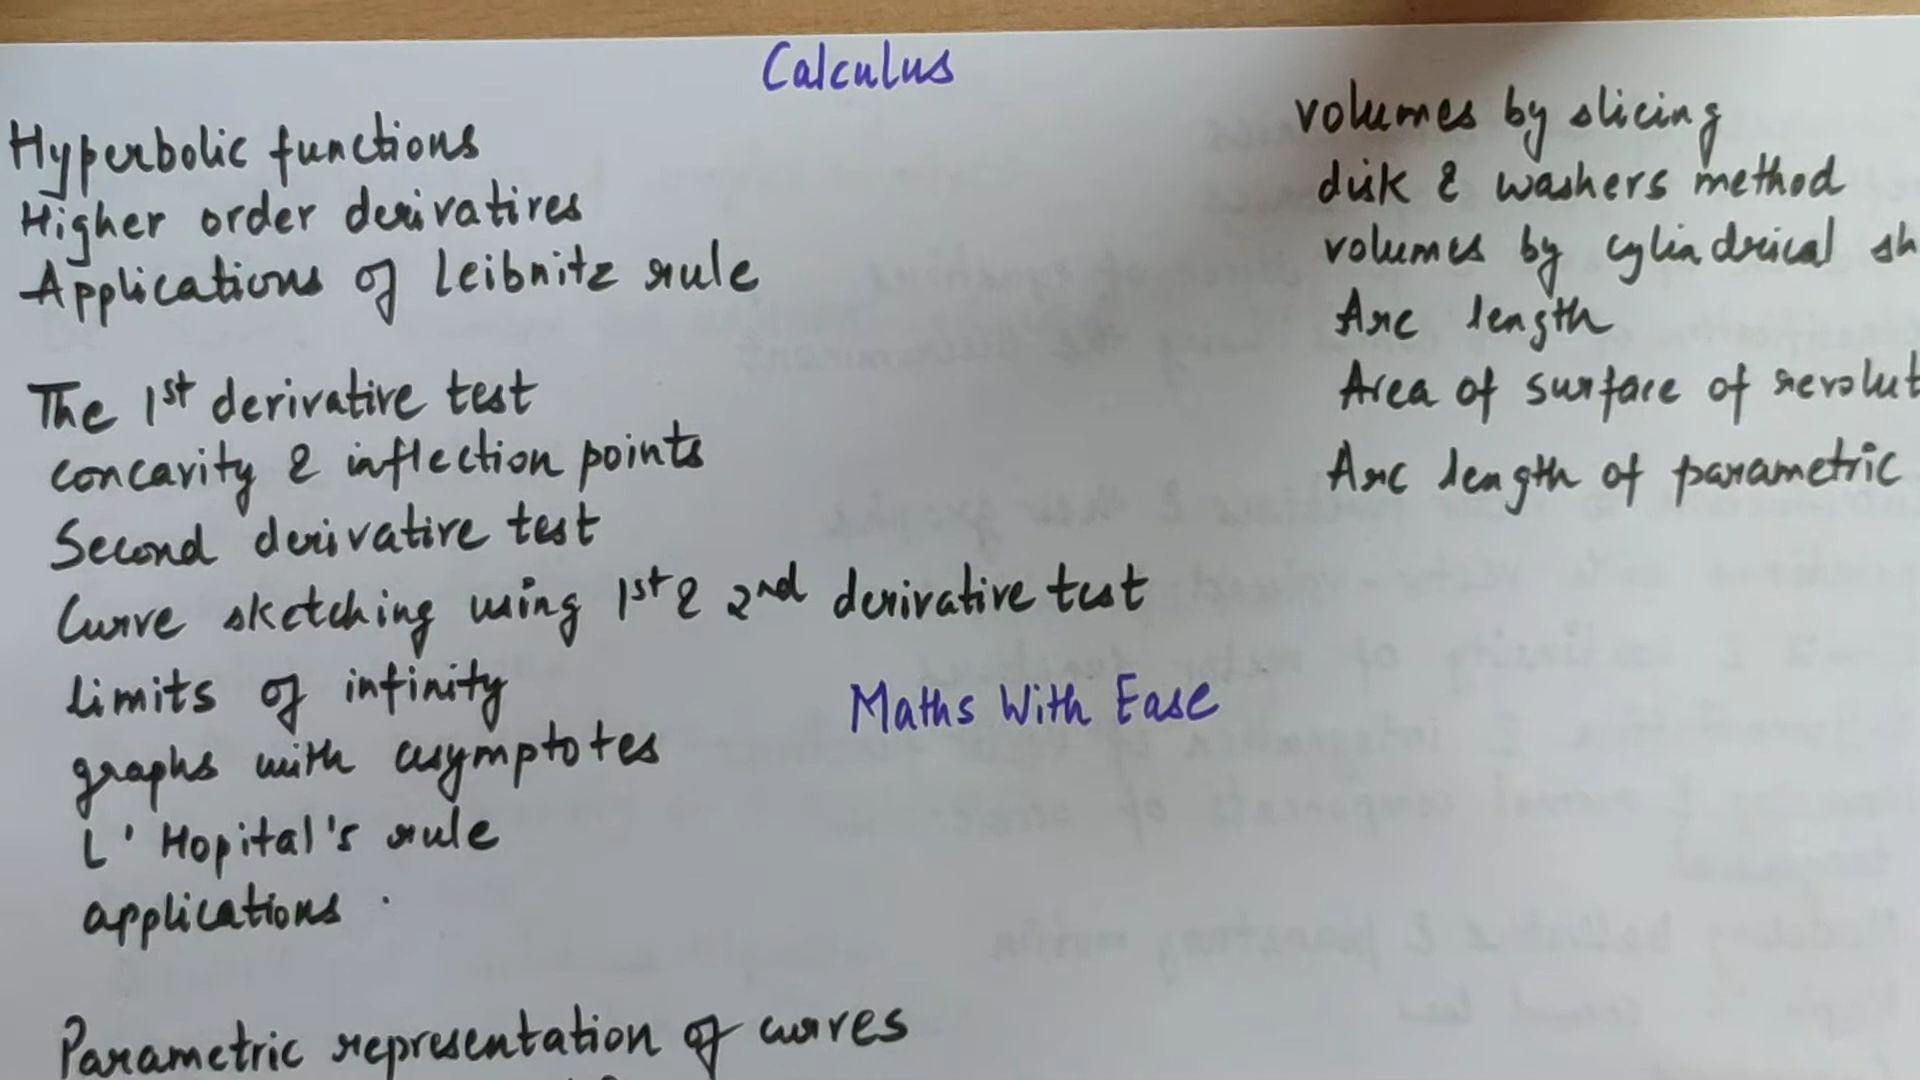 Calculus
Hyperbolic functions
Higher order derivatives
Applications of Leibnitz rule
The 1st derivative test
concavity & inflection points
Second derivative test
Curve sketching using 1st & 2nd derivative test
limits of infinity
graphs with asymptotes
L'Hopital's rule
applications.
Parametric representation of curves
Maths With Ease
volumes by slicing
disk & washers method
volumes by cylindrical sh
Arc length
Area of surface of revolut
Arc length of parametric